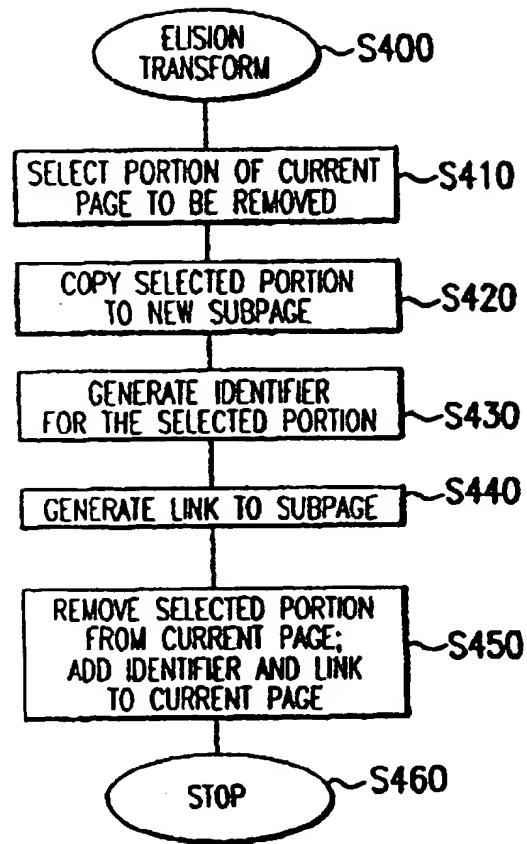 ELISION
TRANSFORM
S400
SELECT PORTION OF CURRENT
PAGE TO BE REMOVED
S410
COPY SELECTED PORTION
TO NEW SUBPAGE
S420
GENERATE IDENTIFIER
FOR THE SELECTED PORTION
S430
GENERATE LINK TO SUBPAGE
S440
REMOVE SELECTED PORTION
FROM CURRENT PAGE;
ADD IDENTIFIER AND LINK
TO CURRENT PAGE
S450
STOP
S460